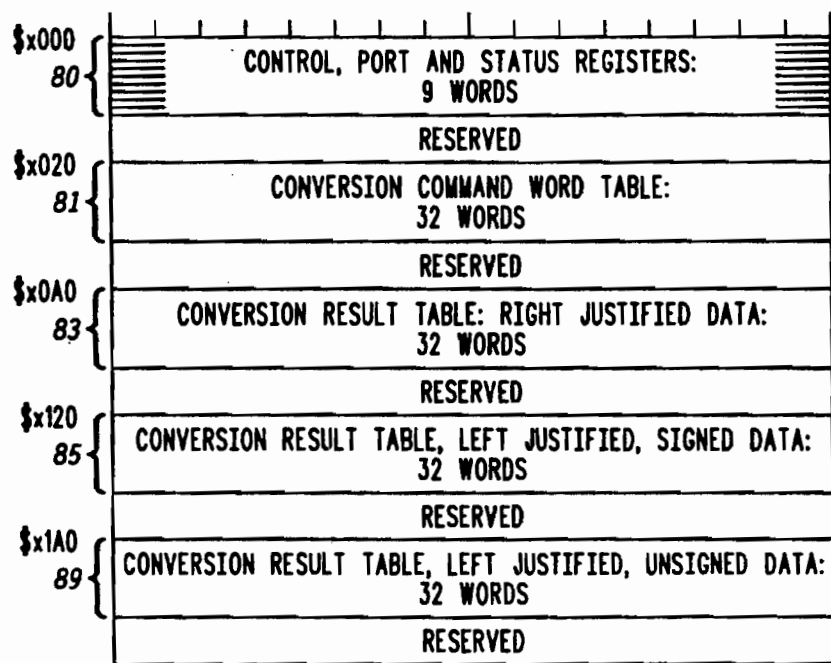 $x000
80
CONTROL, PORT AND STATUS REGISTERS:
9 WORDS
RESERVED
$x020
81
CONVERSION COMMAND WORD TABLE:
32 WORDS
RESERVED
$x0A0
83
CONVERSION RESULT TABLE: RIGHT JUSTIFIED DATA:
32 WORDS
RESERVED
$x120
85
CONVERSION RESULT TABLE, LEFT JUSTIFIED, SIGNED DATA:
32 WORDS
RESERVED
$x1A0
89
CONVERSION RESULT TABLE, LEFT JUSTIFIED, UNSIGNED DATA:
32 WORDS
RESERVED